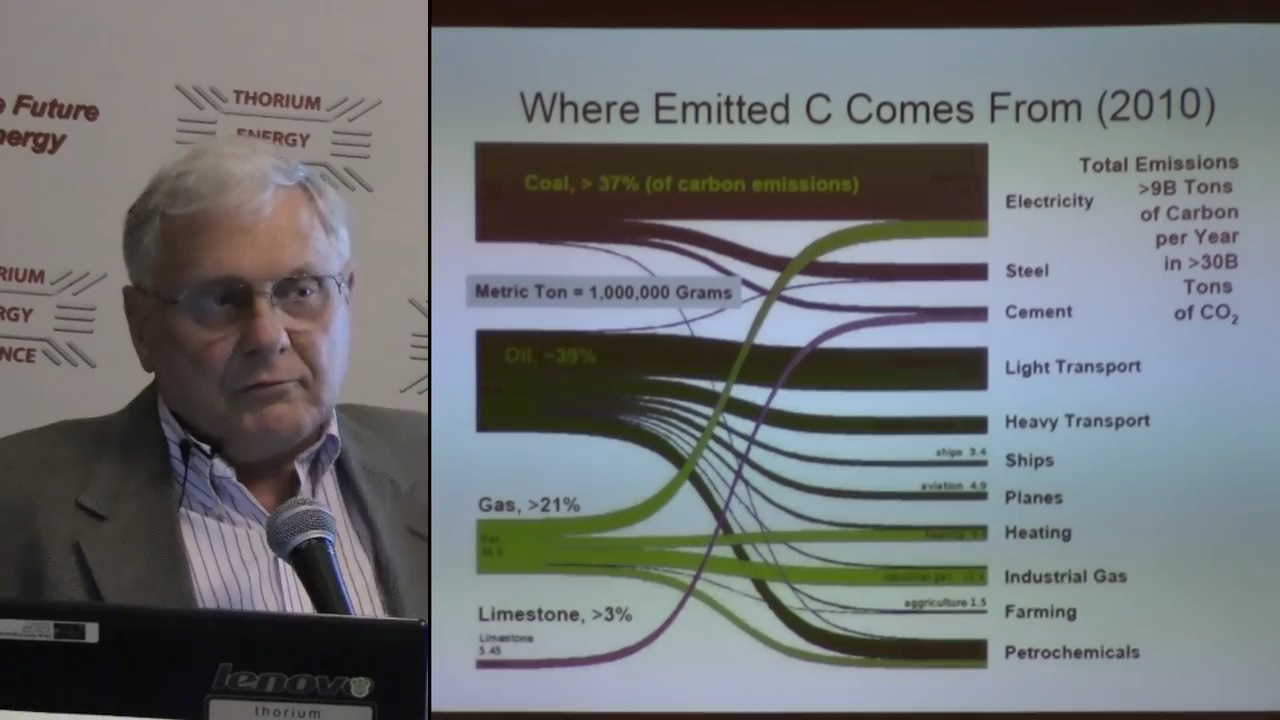 e Future
nergy
THORIUM
ENERGY
RIUM
RGY
NCE
lenovo
thorium
Where Emitted C Comes From (2010)
Coal, > 37% (of carbon emissions)
Metric Ton = 1,000,000 Grams
Oil, ~39%
Gas, >21%
Gas
Limestone, >3%
Limestone
5.45
Electricity
Steel
Cement
Light Transport
Heavy Transport
ships 3.4
Ships
aviation 4.9
Planes
Heating
Industrial Gas
aggriculture 1.5
Farming
Petrochemicals
Total Emissions
>9B Tons
of Carbon
per Year
in >30B
Tons
of CO2